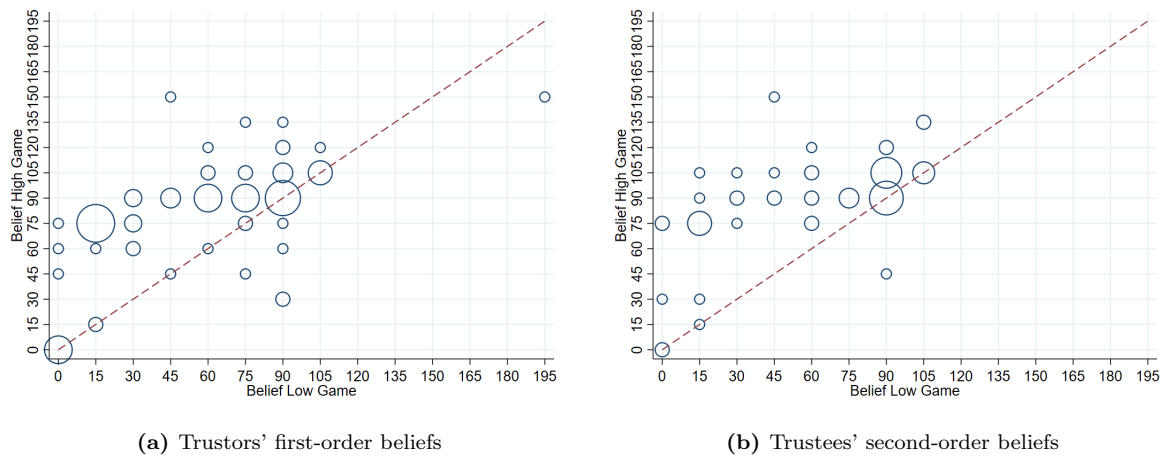 Belief High Game
0 15 30 45 60 75 90 105 120 135 150 165 180 195
0 15 30 45 60 75 90 105 120 135 150 165 180 195
Belief Low Game
(a) Trustors' first-order beliefs
Belief High Game
0 15 30 45 60 75 90 105 120 135 150 165 180 195
0 15 30 45 60 75 90 105 120 135 150 165 180 195
Belief Low Game
(b) Trustees' second-order beliefs